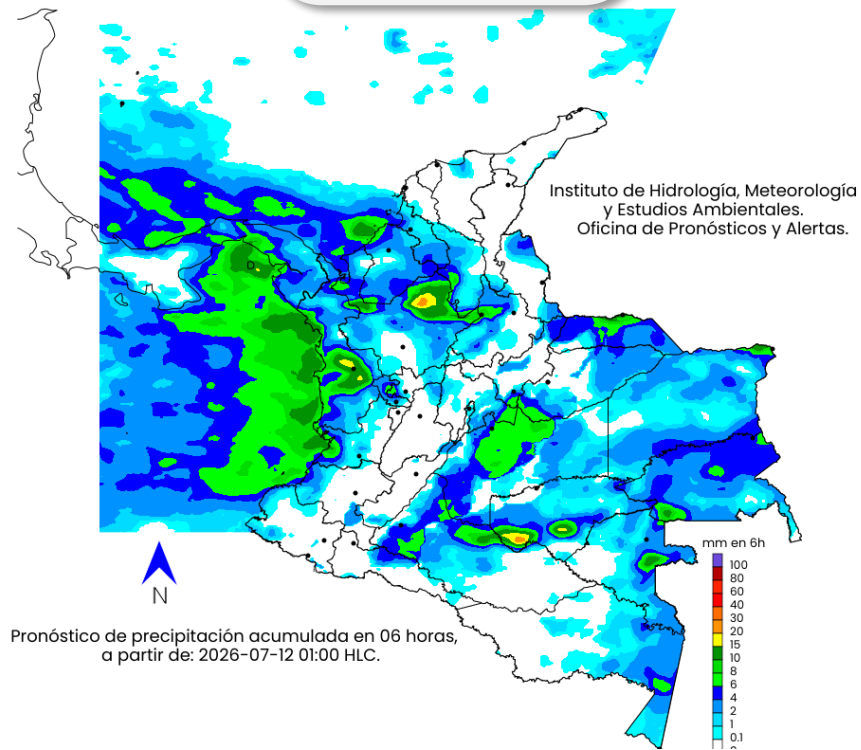 Instituto de Hidrología, Meteorología
y Estudios Ambientales.
Oficina de Pronósticos y Alertas.
mm en 6h
100
80
60
40
30
20
15
10
8
6
4
2
1
0.1
N
Pronóstico de precipitación acumulada en 06 horas,
a partir de: 2026-07-12 01:00 HLC.